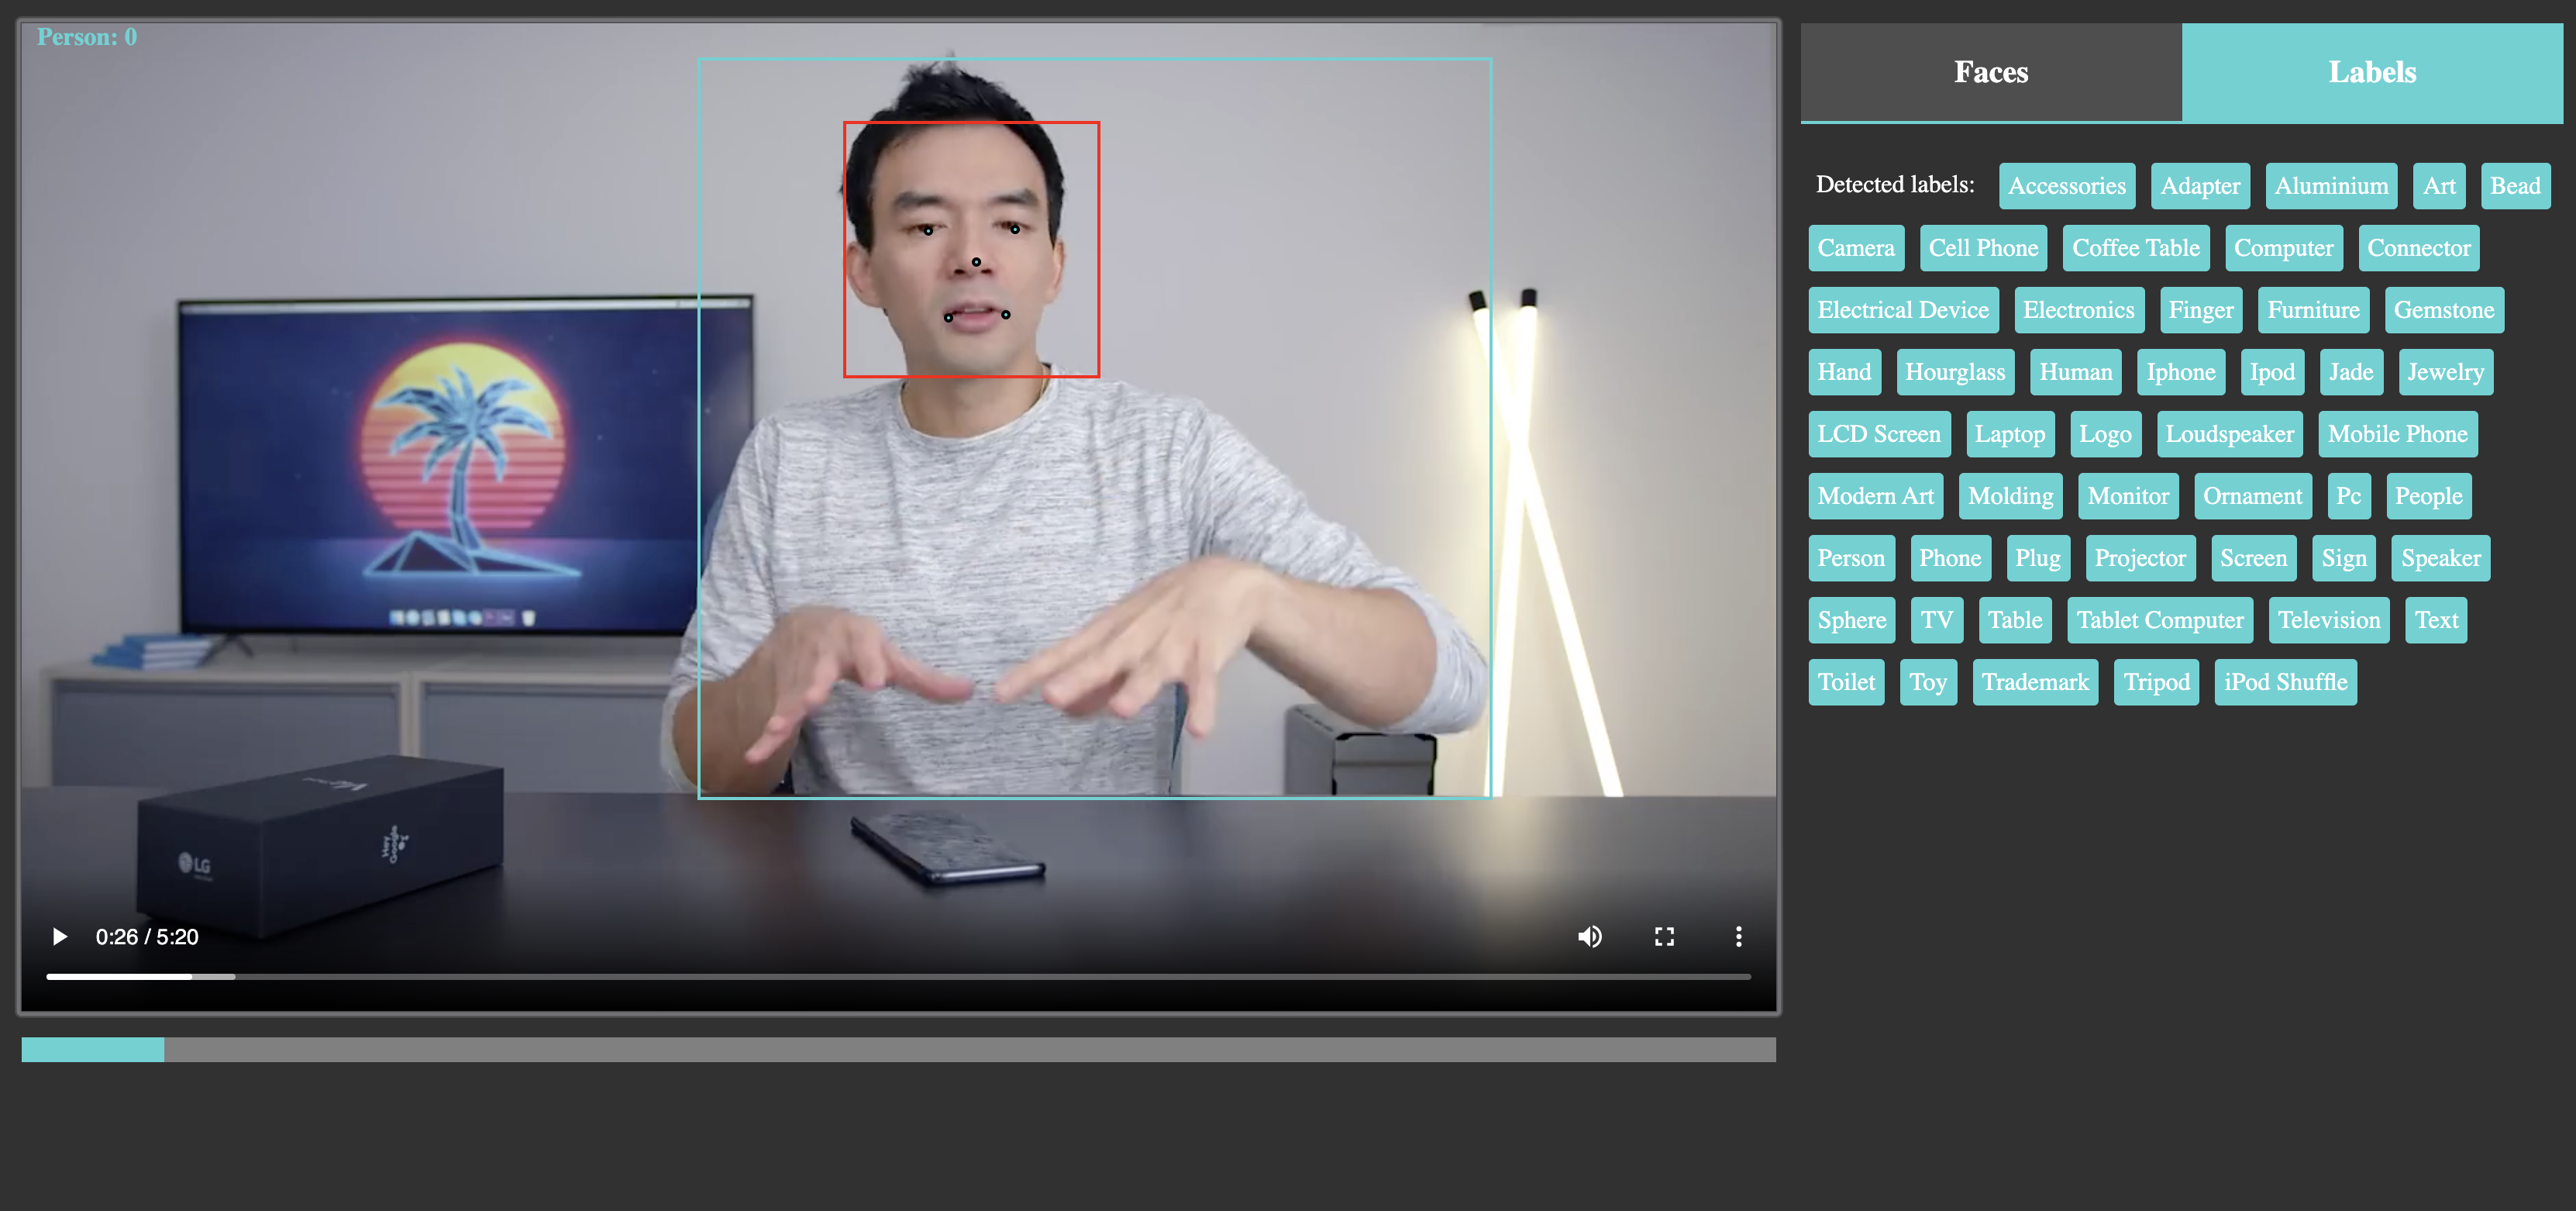 Person: 0
Faces
Labels
Detected labels: Accessories Adapter Aluminium Art Bead
Camera Cell Phone Coffee Table Computer Connector
Electrical Device Electronics Finger Furniture Gemstone
Hand Hourglass Human Iphone Ipod Jade Jewelry
LCD Screen Laptop Logo Loudspeaker Mobile Phone
Modern Art Molding Monitor Ornament Pc People
Person Phone Plug Projector Screen Sign Speaker
Sphere TV Table Tablet Computer Television Text
Toilet Toy Trademark Tripod iPod Shuffle
LG
Hey
Google
0:26 / 5:20